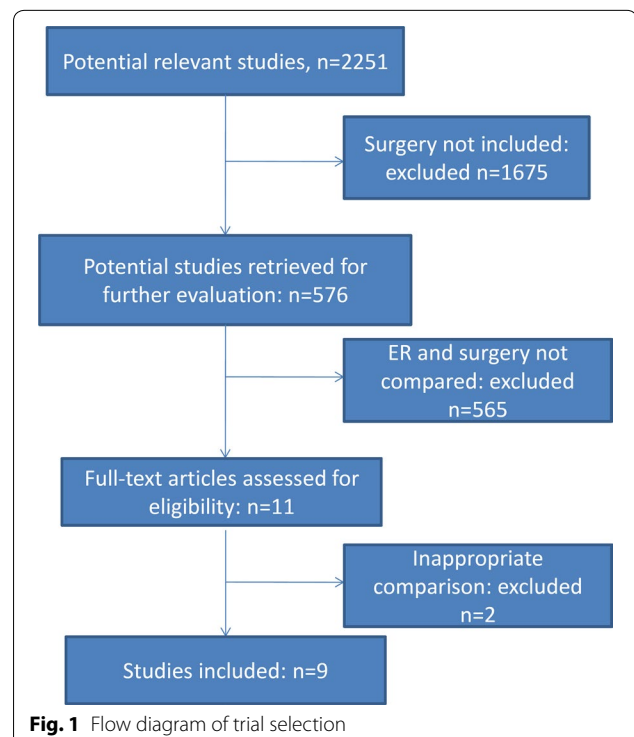 Potential relevant studies, n=2251
Surgery not included:
excluded n=1675
Potential studies retrieved for
further evaluation: n=576
ER and surgery not
compared: excluded
n=565
Full-text articles assessed for
eligibility: n=11
Inappropriate
comparison: excluded
n=2
Studies included: n=9
Fig. 1 Flow diagram of trial selection